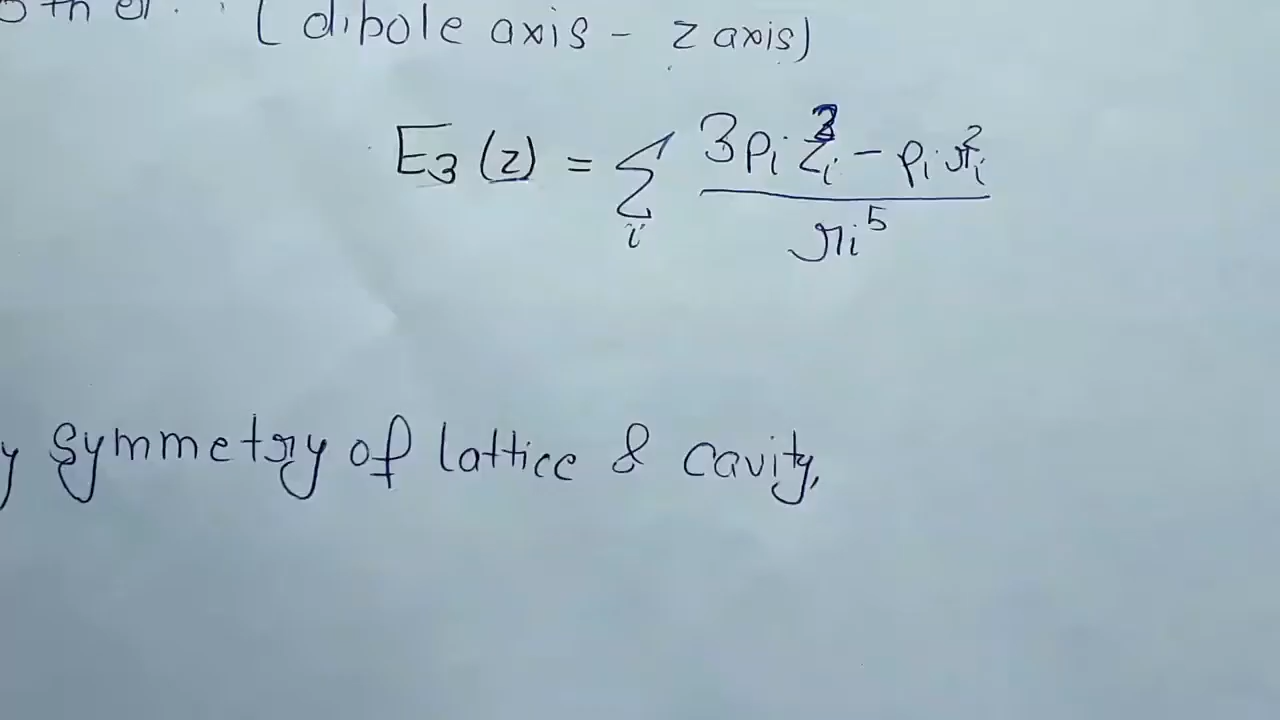 (dipole axis - z axis)
E₃ (z) = Σᵢ (3pᵢ zᵢ² - pᵢ rᵢ²) / rᵢ⁵
symmetry of lattice & cavity,